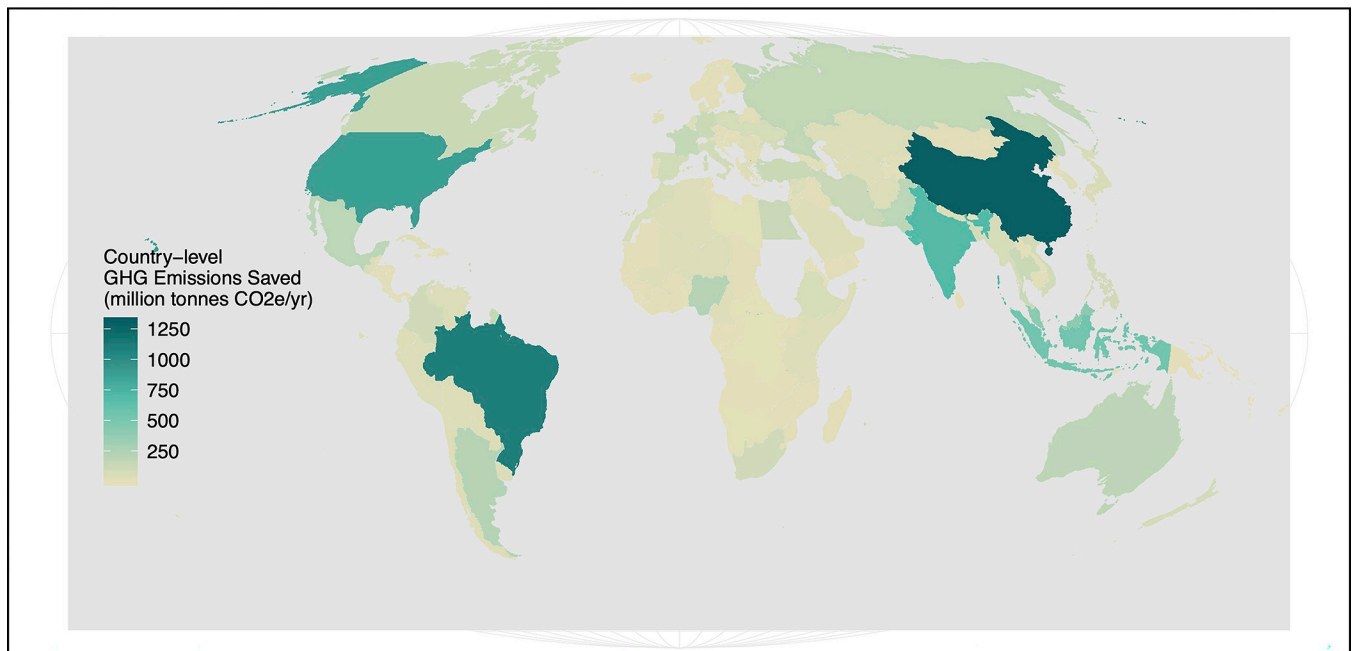 Country−level
GHG Emissions Saved
(million tonnes CO2e/yr)
1250
1000
750
500
250